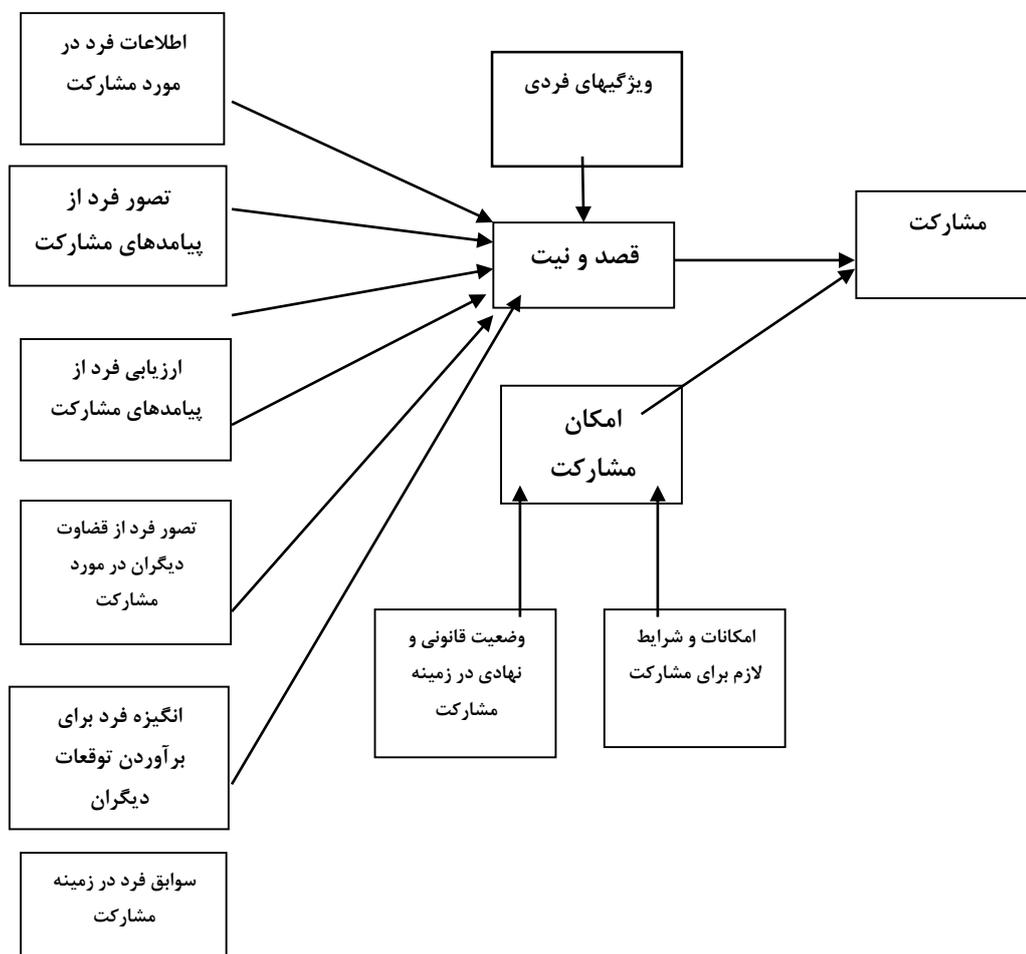 اطلاعات فرد در
مورد مشارکت
ویژگیهای فردی
تصور فرد از
پیامدهای مشارکت
مشارکت
قصد و نیت
ارزیابی فرد از
پیامدهای مشارکت
امکان
مشارکت
تصور فرد از قضاوت
دیگران در مورد
مشارکت
امکانات و شرایط
لازم برای مشارکت
وضعیت قانونی و
نهادی در زمینه
مشارکت
انگیزه فرد برای
برآوردن توقعات
دیگران
سوابق فرد در زمینه
مشارکت